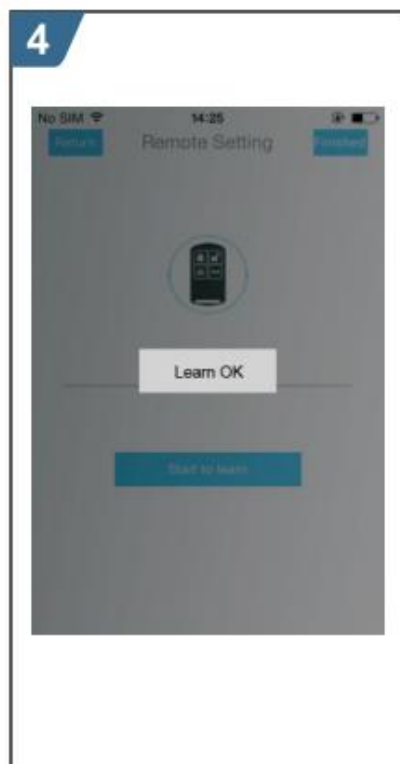 4
No SIM 14:25
Return Remote Setting Finished
Learn OK
Start to learn